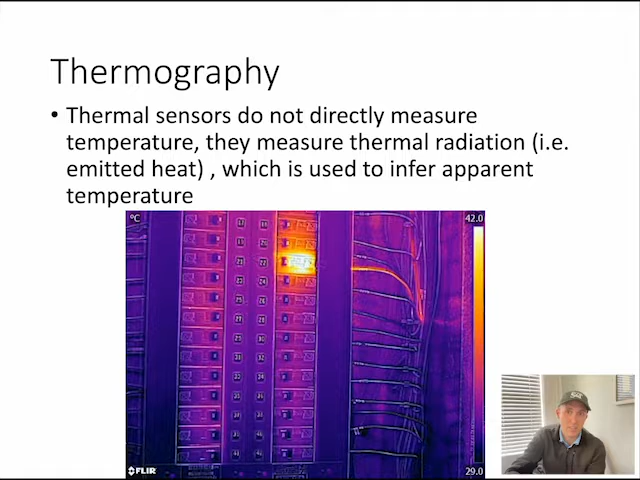 Thermography
• Thermal sensors do not directly measure
temperature, they measure thermal radiation (i.e.
emitted heat) , which is used to infer apparent
temperature
°C
42.0
FLIR
29.0